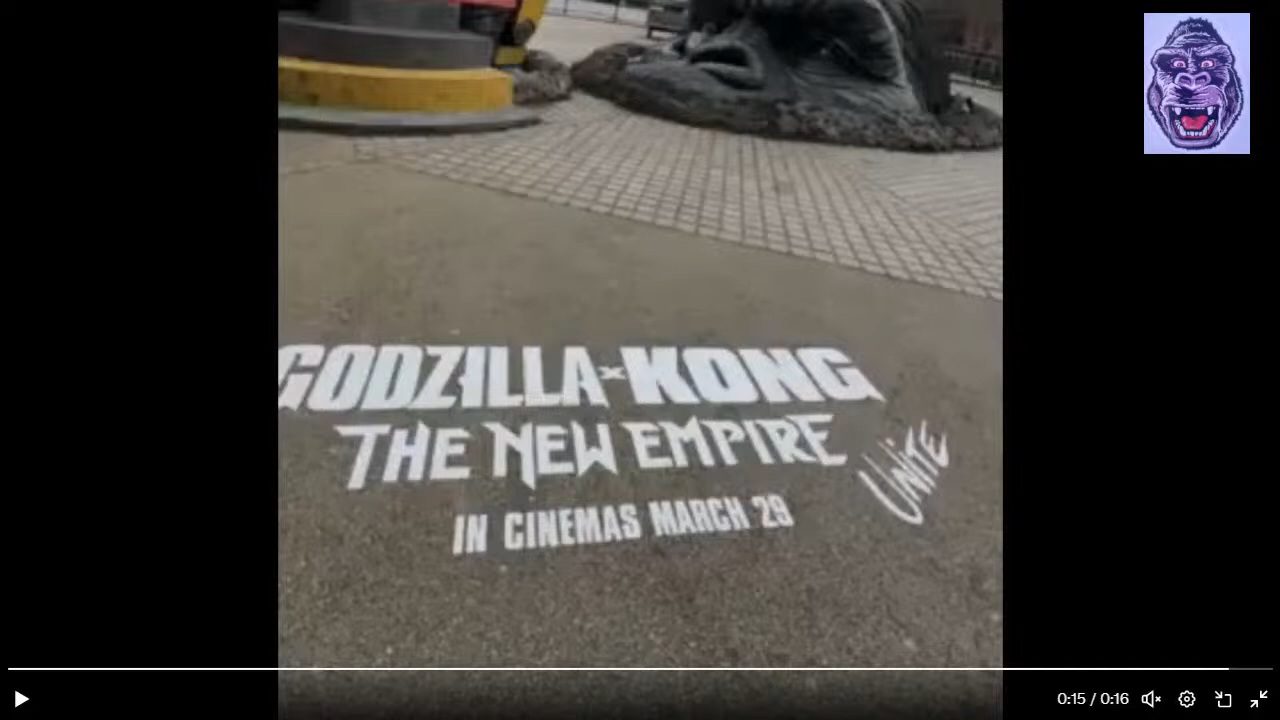 GODZILLA x KONG
THE NEW EMPIRE
UNITE
IN CINEMAS MARCH 29
0:15 / 0:16